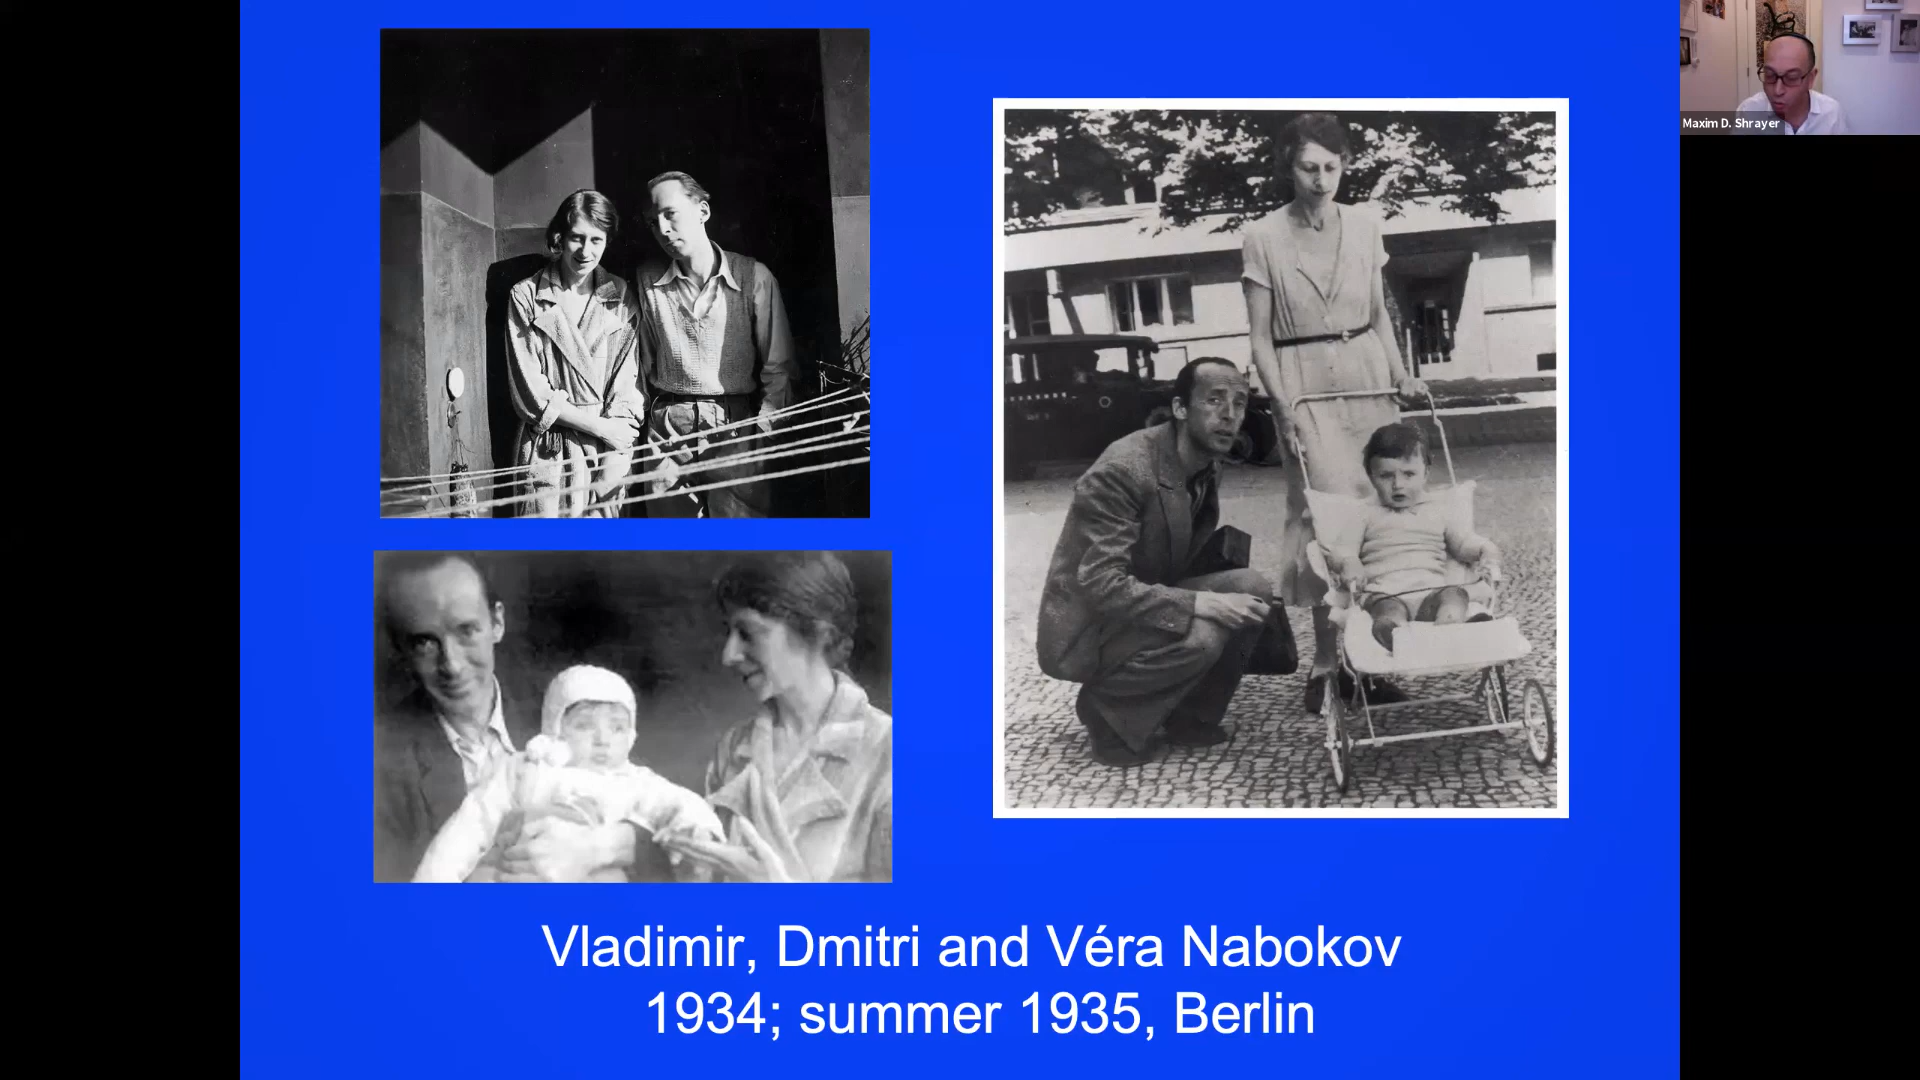 Maxim D. Shrayer
Vladimir, Dmitri and Véra Nabokov
1934; summer 1935, Berlin